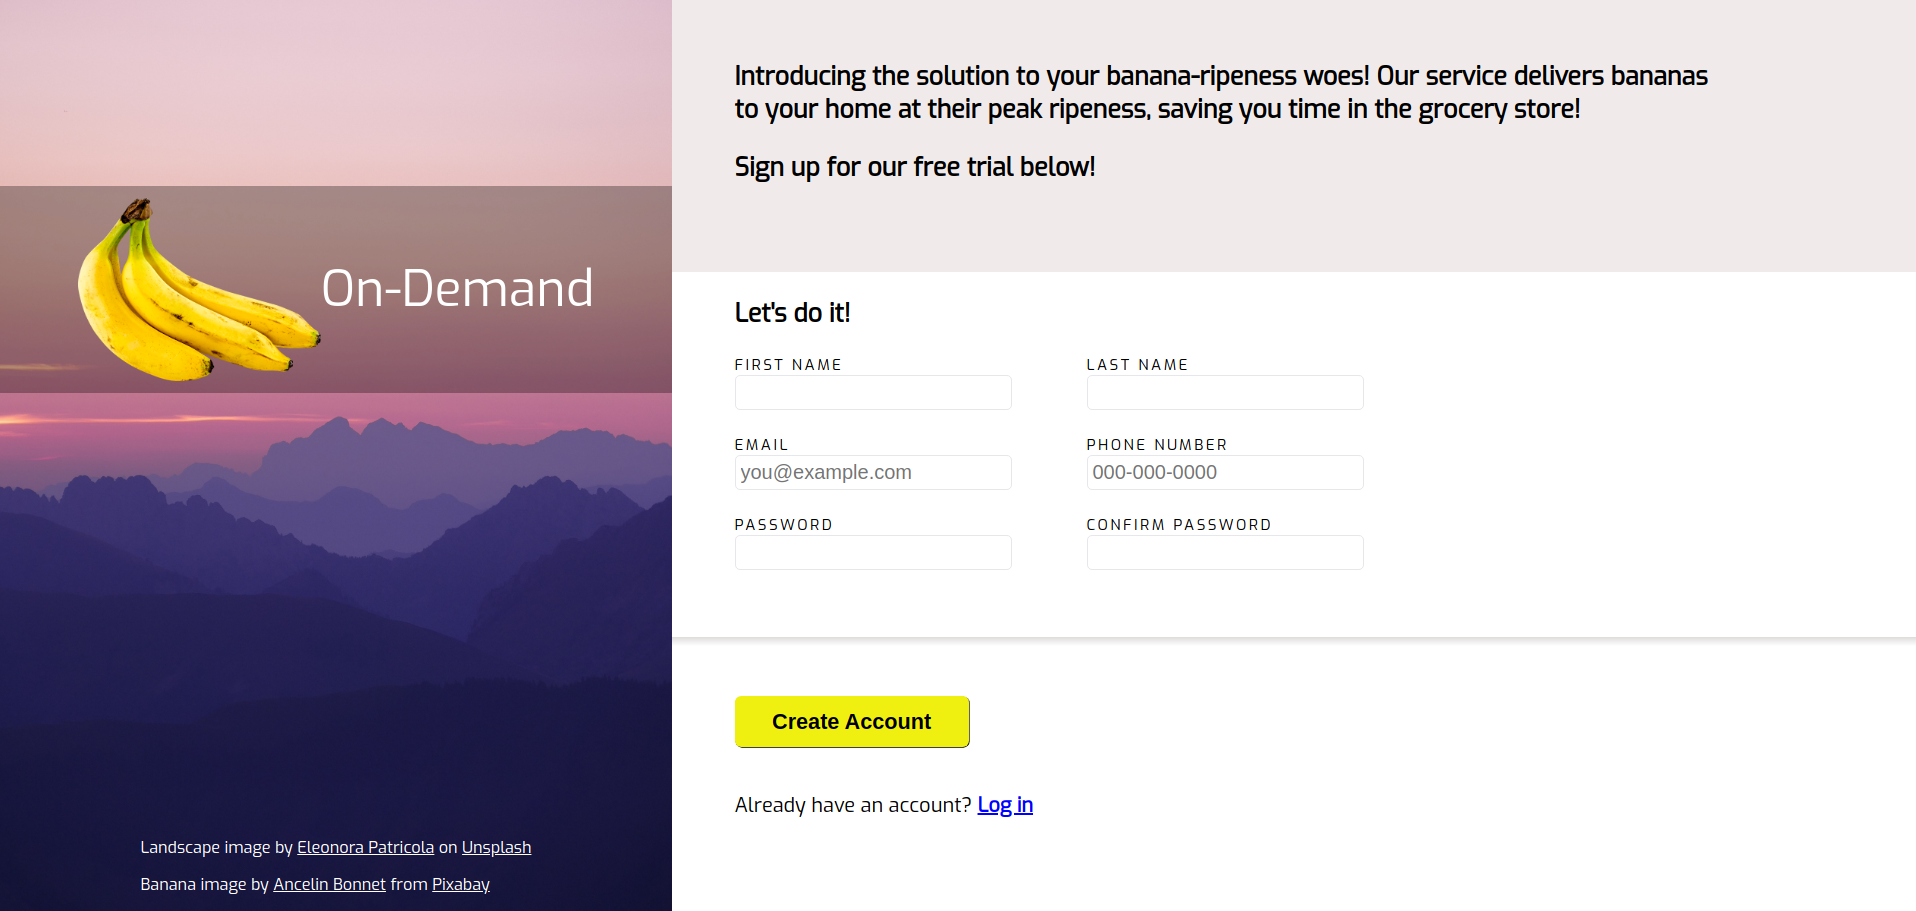 On-Demand
Landscape image by Eleonora Patricola on Unsplash
Banana image by Ancelin Bonnet from Pixabay
Introducing the solution to your banana-ripeness woes! Our service delivers bananas
to your home at their peak ripeness, saving you time in the grocery store!
Sign up for our free trial below!
Let's do it!
FIRST NAME
LAST NAME
EMAIL
PHONE NUMBER
you@example.com
000-000-0000
PASSWORD
CONFIRM PASSWORD
Create Account
Already have an account? Log in